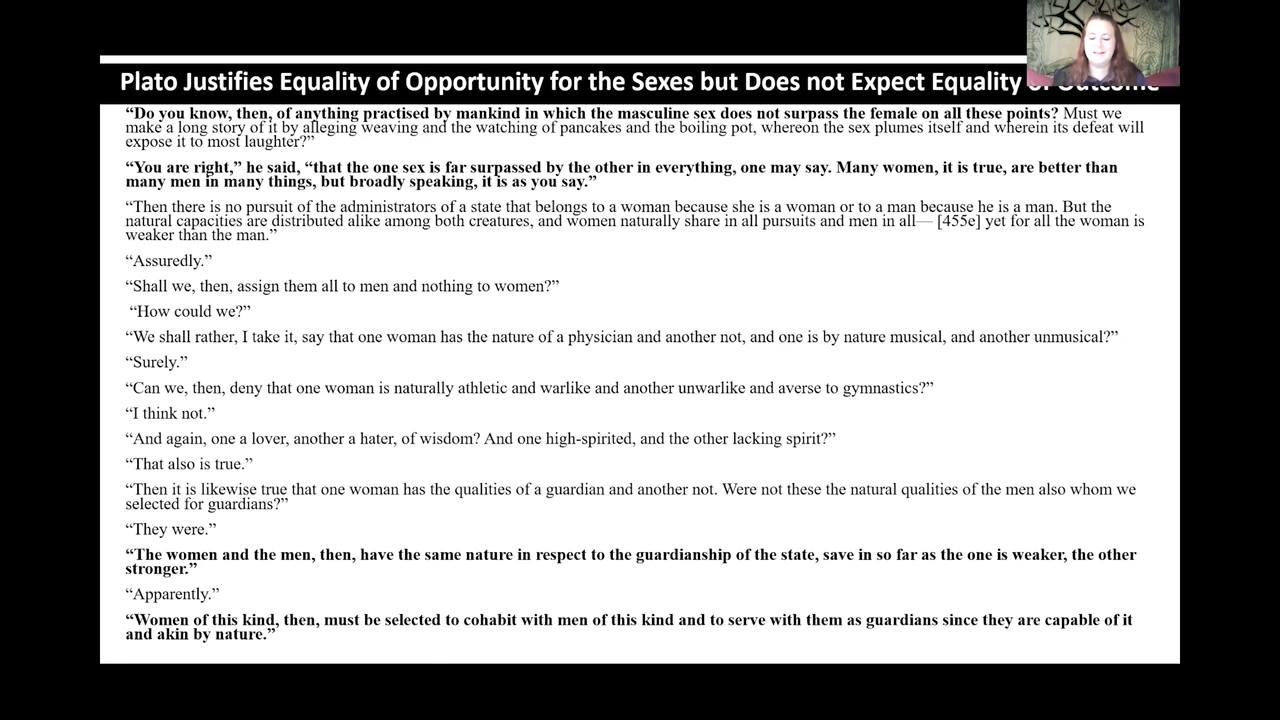 Plato Justifies Equality of Opportunity for the Sexes but Does not Expect Equality of Outcome
“Do you know, then, of anything practised by mankind in which the masculine sex does not surpass the female on all these points? Must we
make a long story of it by alleging weaving and the watching of pancakes and the boiling pot, whereon the sex plumes itself and wherein its defeat will
expose it to most laughter?”
“You are right,” he said, “that the one sex is far surpassed by the other in everything, one may say. Many women, it is true, are better than
many men in many things, but broadly speaking, it is as you say.”
“Then there is no pursuit of the administrators of a state that belongs to a woman because she is a woman or to a man because he is a man. But the
natural capacities are distributed alike among both creatures, and women naturally share in all pursuits and men in all— [455e] yet for all the woman is
weaker than the man.”
“Assuredly.”
“Shall we, then, assign them all to men and nothing to women?”
“How could we?”
“We shall rather, I take it, say that one woman has the nature of a physician and another not, and one is by nature musical, and another unmusical?”
“Surely.”
“Can we, then, deny that one woman is naturally athletic and warlike and another unwarlike and averse to gymnastics?”
“I think not.”
“And again, one a lover, another a hater, of wisdom? And one high-spirited, and the other lacking spirit?”
“That also is true.”
“Then it is likewise true that one woman has the qualities of a guardian and another not. Were not these the natural qualities of the men also whom we
selected for guardians?”
“They were.”
“The women and the men, then, have the same nature in respect to the guardianship of the state, save in so far as the one is weaker, the other
stronger.”
“Apparently.”
“Women of this kind, then, must be selected to cohabit with men of this kind and to serve with them as guardians since they are capable of it
and akin by nature.”